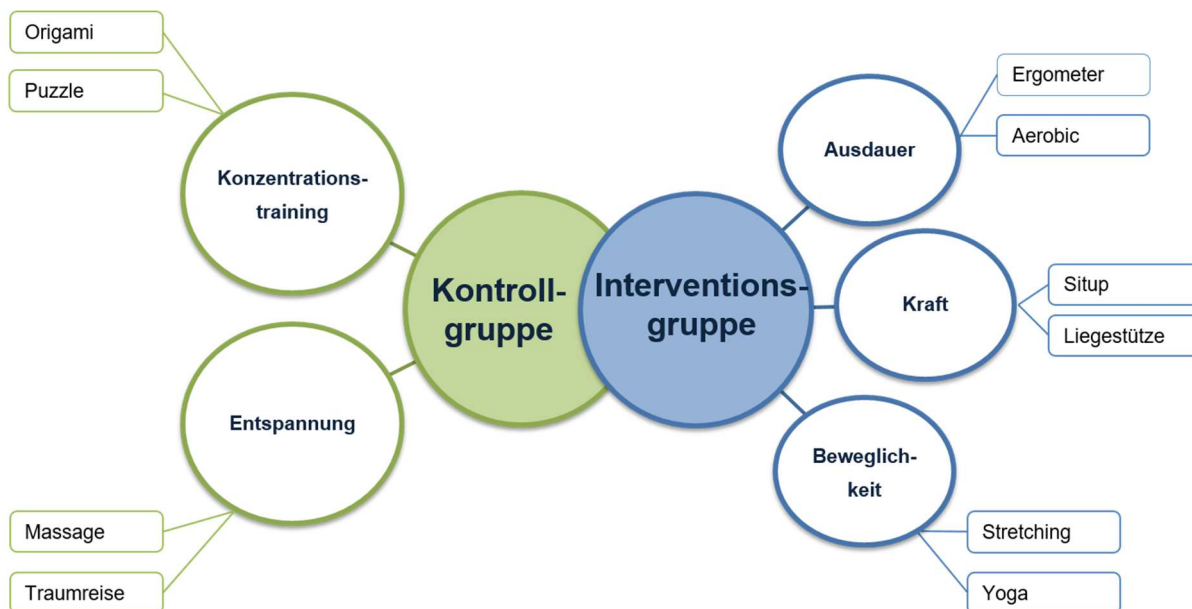 Origami
Puzzle
Konzentrations-
training
Entspannung
Massage
Traumreise
Kontroll-
gruppe
Interventions-
gruppe
Ausdauer
Ergometer
Aerobic
Kraft
Situp
Liegestütze
Beweglich-
keit
Stretching
Yoga